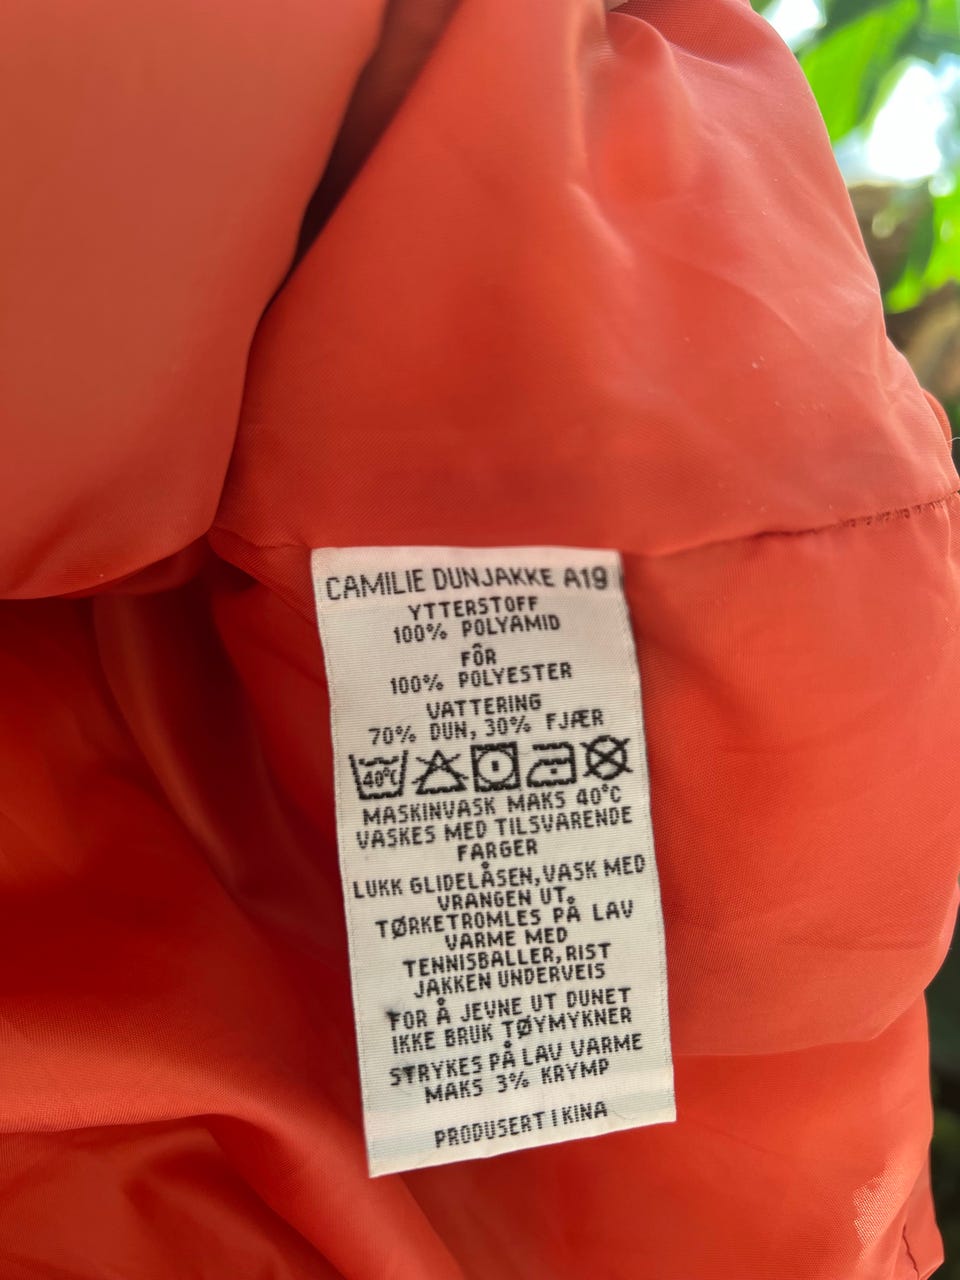 CAMILIE DUNJAKKE A19
YTTERSTOFF
100% POLYAMID
FÔR
100% POLYESTER
VATTERING
70% DUN, 30% FJÆR
40°C
MASKINVASK MAKS 40°C
VASKES MED TILSVARENDE
FARGER
LUKK GLIDELÅSEN, VASK MED
VRANGEN UT.
TØRKETROMLES PÅ LAV
VARME MED
TENNISBALLER, RIST
JAKKEN UNDERVEIS
FOR Å JEVNE UT DUNET
IKKE BRUK TØYMYKNER
STRYKES PÅ LAV VARME
MAKS 3% KRYMP
PRODUSERT I KINA